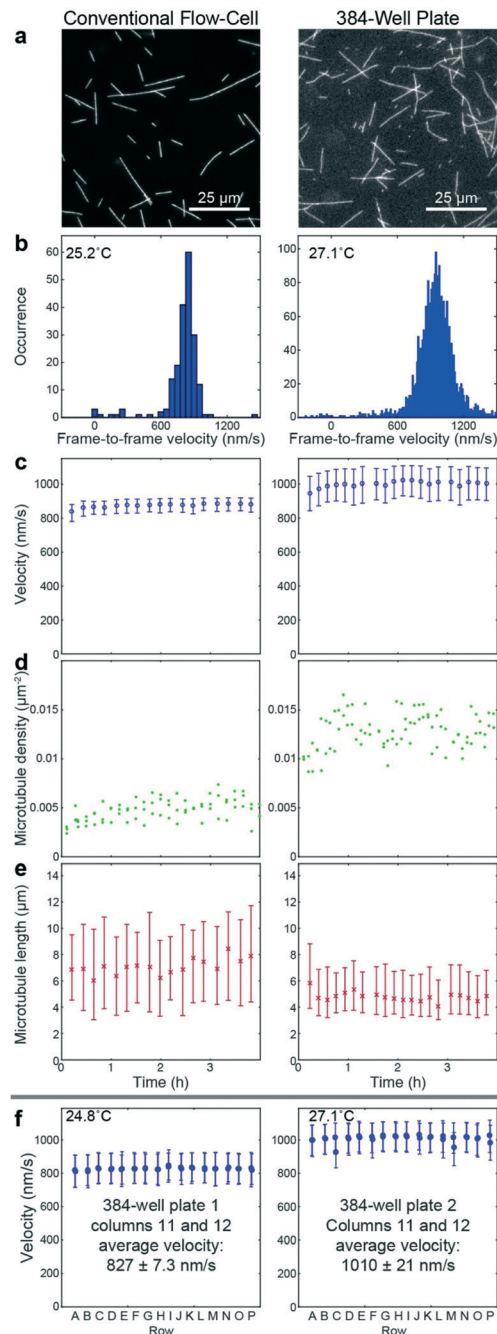 Conventional Flow-Cell
384-Well Plate
a
25 µm
25 µm
b
25.2˚C
27.1˚C
Occurrence
60
40
20
0
100
80
60
40
20
0
0
600
1200
0
600
1200
Frame-to-frame velocity (nm/s)
Frame-to-frame velocity (nm/s)
c
Velocity (nm/s)
1000
800
600
400
200
0
1000
800
600
400
200
0
d
Microtubule density (µm⁻²)
0.015
0.01
0.005
0
0.015
0.01
0.005
0
e
Microtubule length (µm)
14
12
10
8
6
4
2
0
14
12
10
8
6
4
2
0
0
1
2
3
0
1
2
3
Time (h)
Time (h)
f
24.8˚C
27.1˚C
Velocity (nm/s)
1000
800
600
400
200
0
1000
800
600
400
200
0
384-well plate 1
columns 11 and 12
average velocity:
827 ± 7.3 nm/s
384-well plate 2
Columns 11 and 12
average velocity:
1010 ± 21 nm/s
A B C D E F G H I J K L M N O P
A B C D E F G H I J K L M N O P
Row
Row